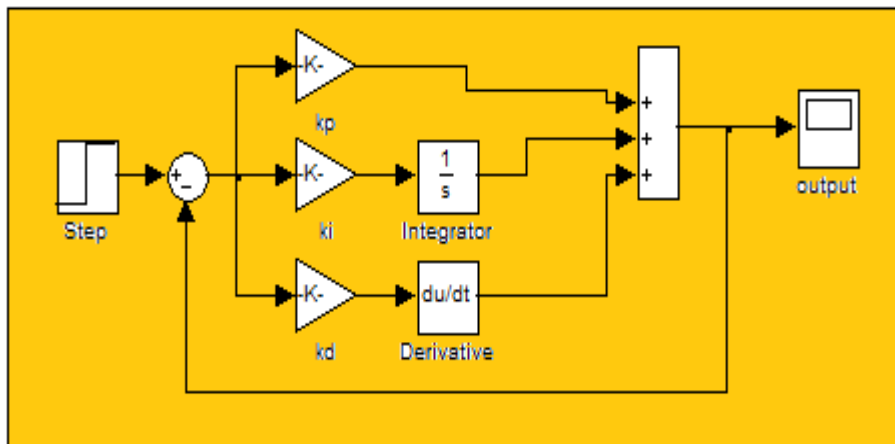 -K-
kp
+
+
+
+
-
Step
-K-
ki
1
s
Integrator
output
-K-
kd
du/dt
Derivative